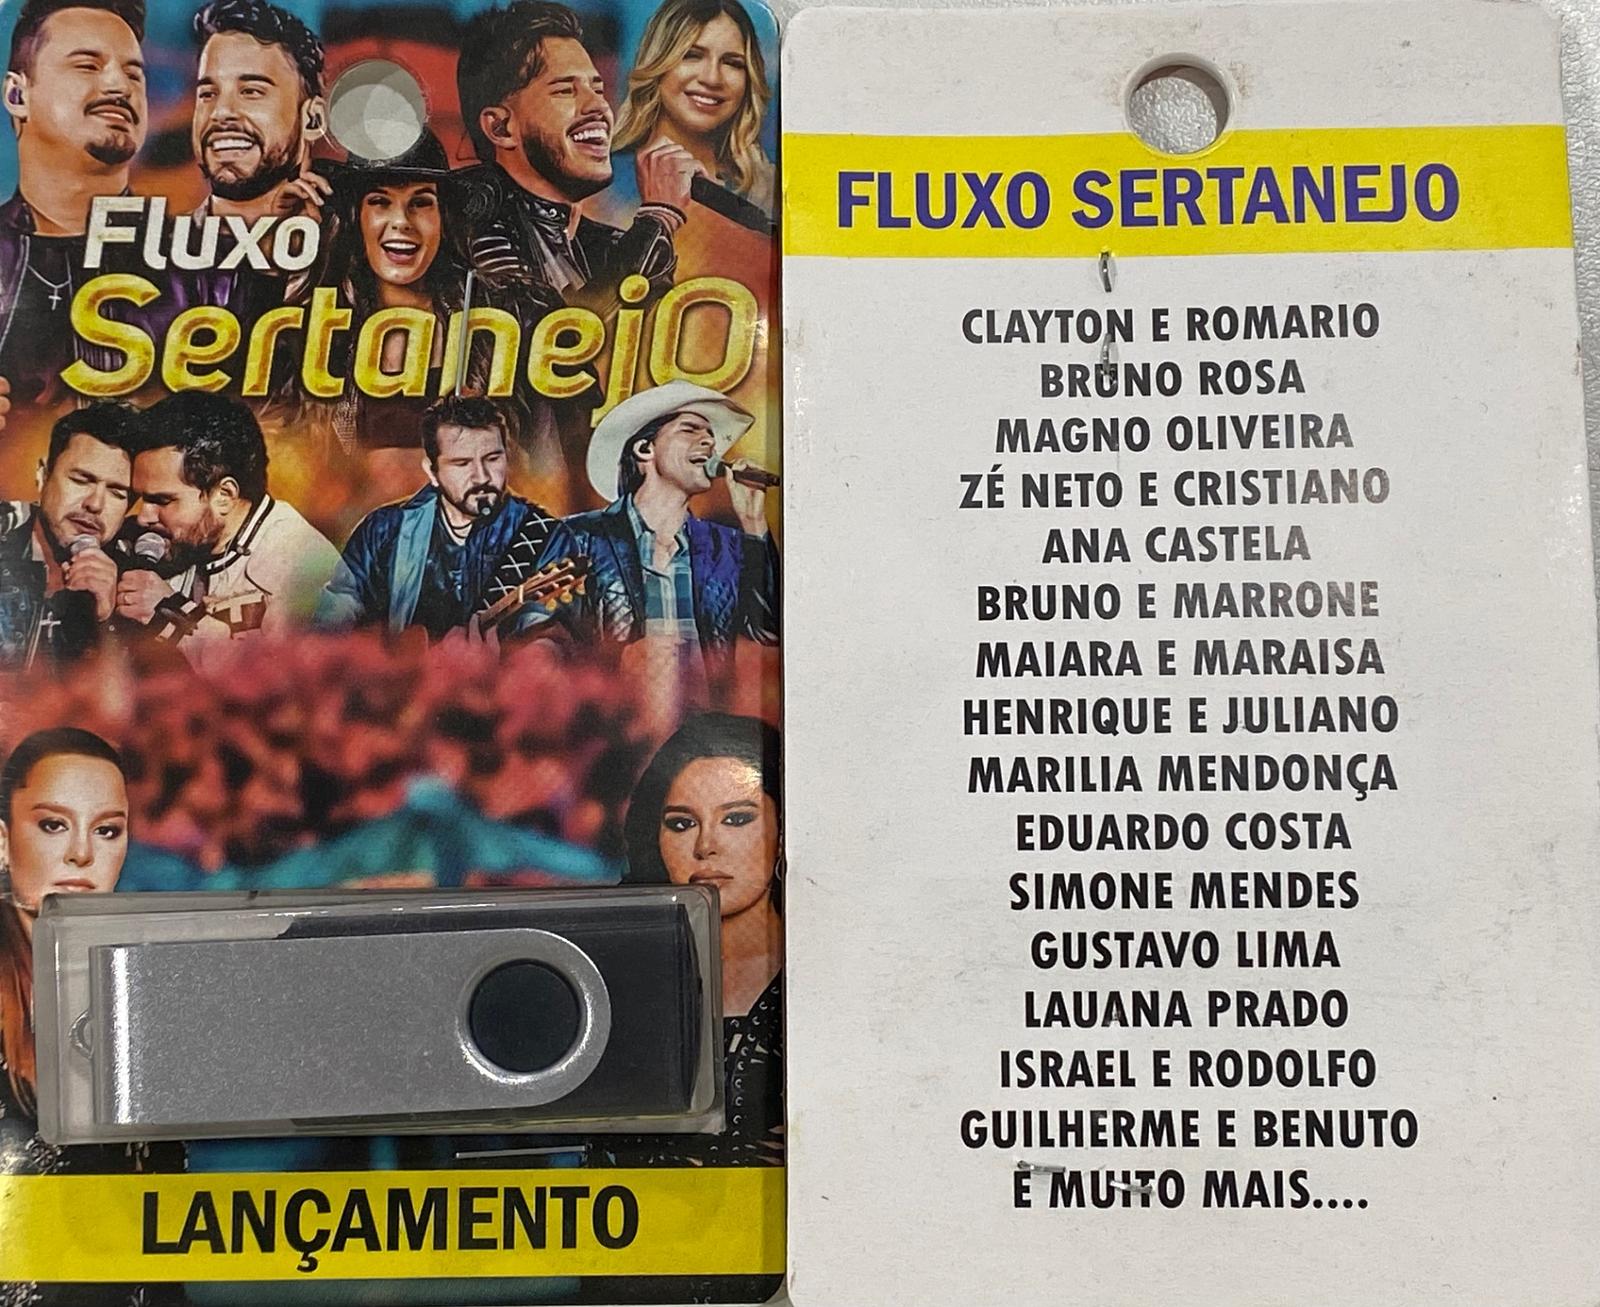 Fluxo
SertanejO
LANÇAMENTO
FLUXO SERTANEJO
CLAYTON E ROMARIO
BRUNO ROSA
MAGNO OLIVEIRA
ZÉ NETO E CRISTIANO
ANA CASTELA
BRUNO E MARRONE
MAIARA E MARAISA
HENRIQUE E JULIANO
MARILIA MENDONÇA
EDUARDO COSTA
SIMONE MENDES
GUSTAVO LIMA
LAUANA PRADO
ISRAEL E RODOLFO
GUILHERME E BENUTO
E MUITO MAIS....